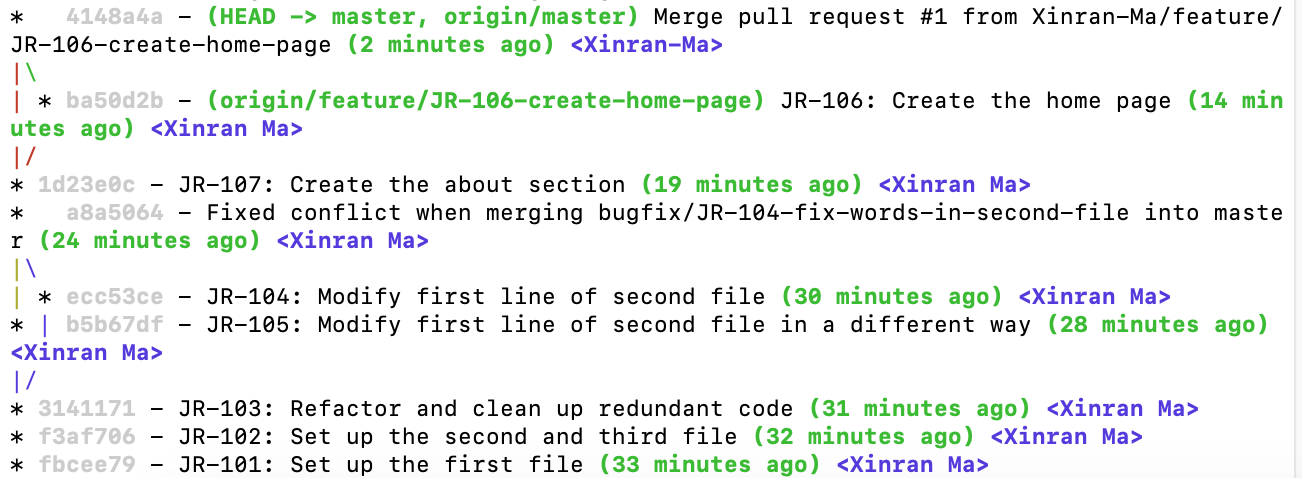 *   4148a4a - (HEAD -> master, origin/master) Merge pull request #1 from Xinran-Ma/feature/
JR-106-create-home-page (2 minutes ago) <Xinran-Ma>
|\
| * ba50d2b - (origin/feature/JR-106-create-home-page) JR-106: Create the home page (14 min
utes ago) <Xinran Ma>
|/
* 1d23e0c - JR-107: Create the about section (19 minutes ago) <Xinran Ma>
*   a8a5064 - Fixed conflict when merging bugfix/JR-104-fix-words-in-second-file into maste
r (24 minutes ago) <Xinran Ma>
|\
| * ecc53ce - JR-104: Modify first line of second file (30 minutes ago) <Xinran Ma>
* | b5b67df - JR-105: Modify first line of second file in a different way (28 minutes ago)
<Xinran Ma>
|/
* 3141171 - JR-103: Refactor and clean up redundant code (31 minutes ago) <Xinran Ma>
* f3af706 - JR-102: Set up the second and third file (32 minutes ago) <Xinran Ma>
* fbcee79 - JR-101: Set up the first file (33 minutes ago) <Xinran Ma>